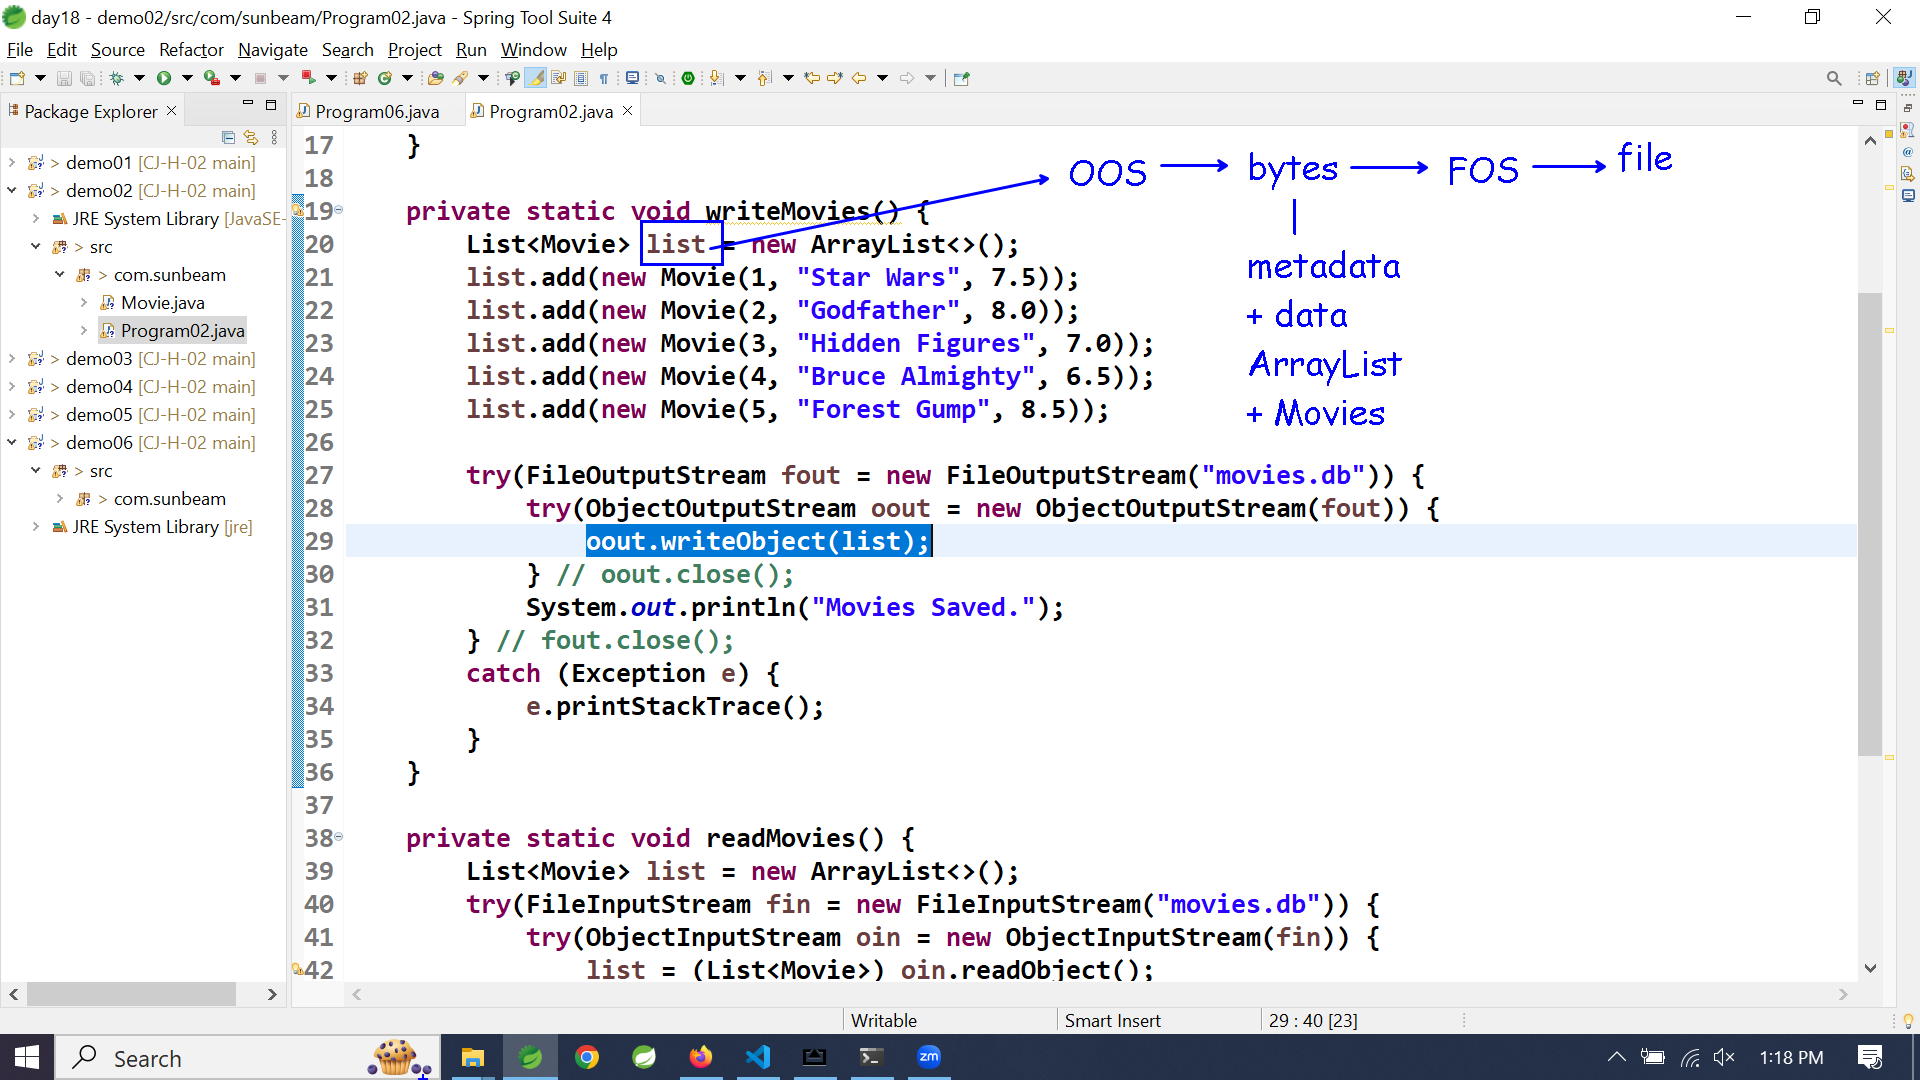 day18 - demo02/src/com/sunbeam/Program02.java - Spring Tool Suite 4
File Edit Source Refactor Navigate Search Project Run Window Help
Package Explorer
Program06.java
Program02.java
> demo01 [CJ-H-02 main]
> demo02 [CJ-H-02 main]
JRE System Library [JavaSE-
> src
> com.sunbeam
Movie.java
Program02.java
> demo03 [CJ-H-02 main]
> demo04 [CJ-H-02 main]
> demo05 [CJ-H-02 main]
> demo06 [CJ-H-02 main]
> src
> com.sunbeam
JRE System Library [jre]
17 }
18
19 private static void writeMovies() {
20 List<Movie> list = new ArrayList<>();
21 list.add(new Movie(1, "Star Wars", 7.5));
22 list.add(new Movie(2, "Godfather", 8.0));
23 list.add(new Movie(3, "Hidden Figures", 7.0));
24 list.add(new Movie(4, "Bruce Almighty", 6.5));
25 list.add(new Movie(5, "Forest Gump", 8.5));
26
27 try(FileOutputStream fout = new FileOutputStream("movies.db")) {
28 try(ObjectOutputStream oout = new ObjectOutputStream(fout)) {
29 oout.writeObject(list);
30 } // oout.close();
31 System.out.println("Movies Saved.");
32 } // fout.close();
33 catch (Exception e) {
34 e.printStackTrace();
35 }
36 }
37
38 private static void readMovies() {
39 List<Movie> list = new ArrayList<>();
40 try(FileInputStream fin = new FileInputStream("movies.db")) {
41 try(ObjectInputStream oin = new ObjectInputStream(fin)) {
42 list = (List<Movie>) oin.readObject();
OOS bytes FOS file
metadata
+ data
ArrayList
+ Movies
Writable
Smart Insert
29 : 40 [23]
Search
zm
1:18 PM